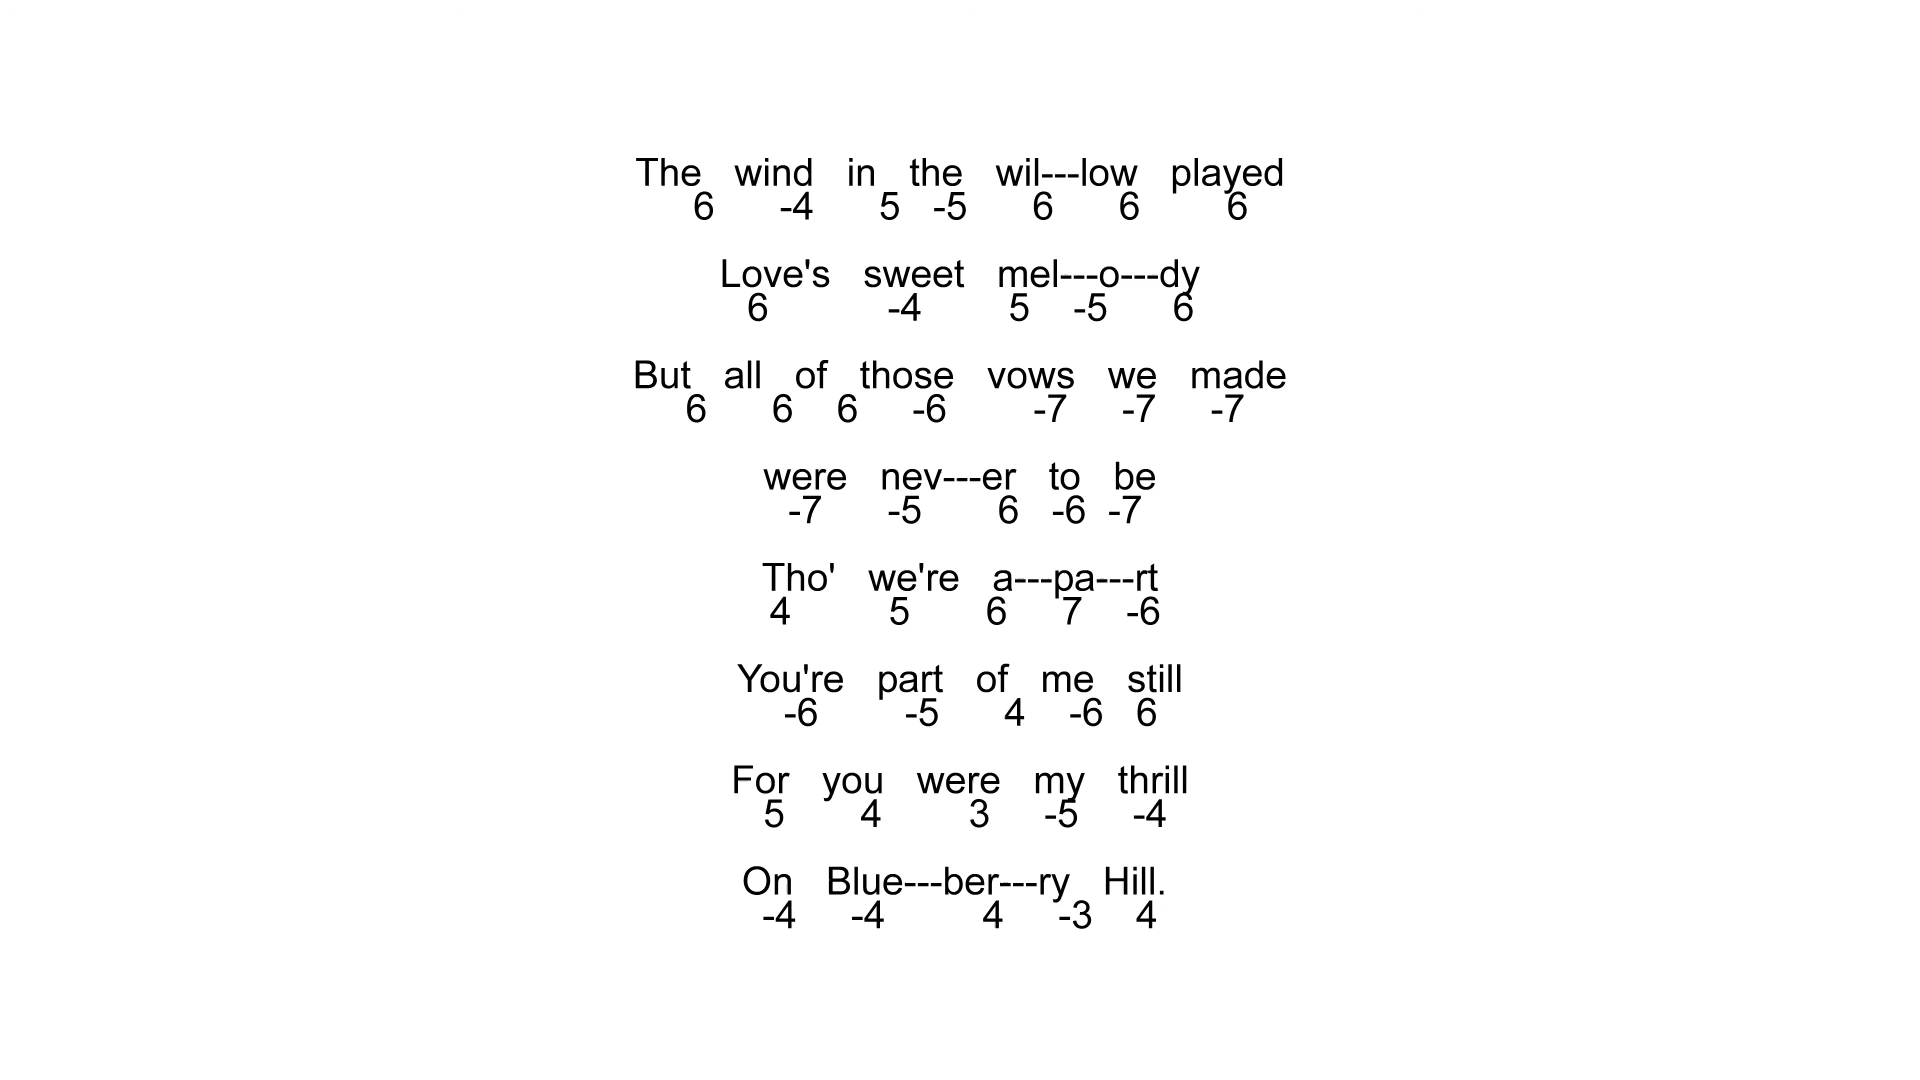 The wind in the wil---low played
6 -4 5 -5 6 6 6
Love's sweet mel---o---dy
6 -4 5 -5 6
But all of those vows we made
6 6 6 -6 -7 -7 -7
were nev---er to be
-7 -5 6 -6 -7
Tho' we're a---pa---rt
4 5 6 7 -6
You're part of me still
-6 -5 4 -6 6
For you were my thrill
5 4 3 -5 -4
On Blue---ber---ry Hill.
-4 -4 4 -3 4